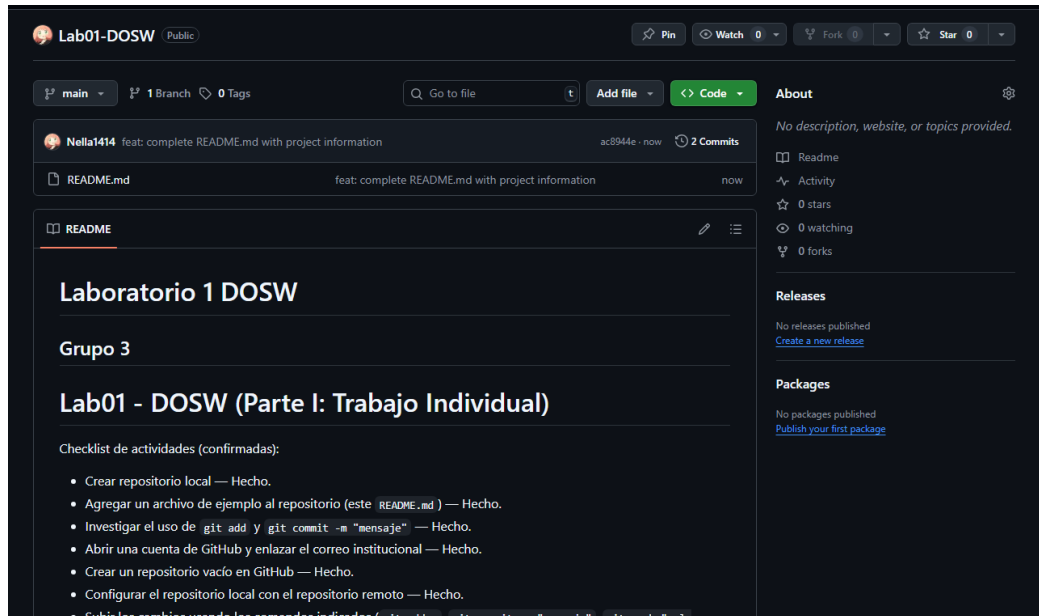 Lab01-DOSW Public
Pin Watch 0 Fork 0 Star 0
main 1 Branch 0 Tags Go to file t Add file Code
Nella1414 feat: complete README.md with project information ac8944e · now 2 Commits
README.md feat: complete README.md with project information now
README
Laboratorio 1 DOSW
Grupo 3
Lab01 - DOSW (Parte I: Trabajo Individual)
Checklist de actividades (confirmadas):
• Crear repositorio local — Hecho.
• Agregar un archivo de ejemplo al repositorio (este README.md) — Hecho.
• Investigar el uso de git add y git commit -m "mensaje" — Hecho.
• Abrir una cuenta de GitHub y enlazar el correo institucional — Hecho.
• Crear un repositorio vacío en GitHub — Hecho.
• Configurar el repositorio local con el repositorio remoto — Hecho.
• Subir los cambios usando los comandos indicados (
About
No description, website, or topics provided.
Readme
Activity
0 stars
0 watching
0 forks
Releases
No releases published
Create a new release
Packages
No packages published
Publish your first package